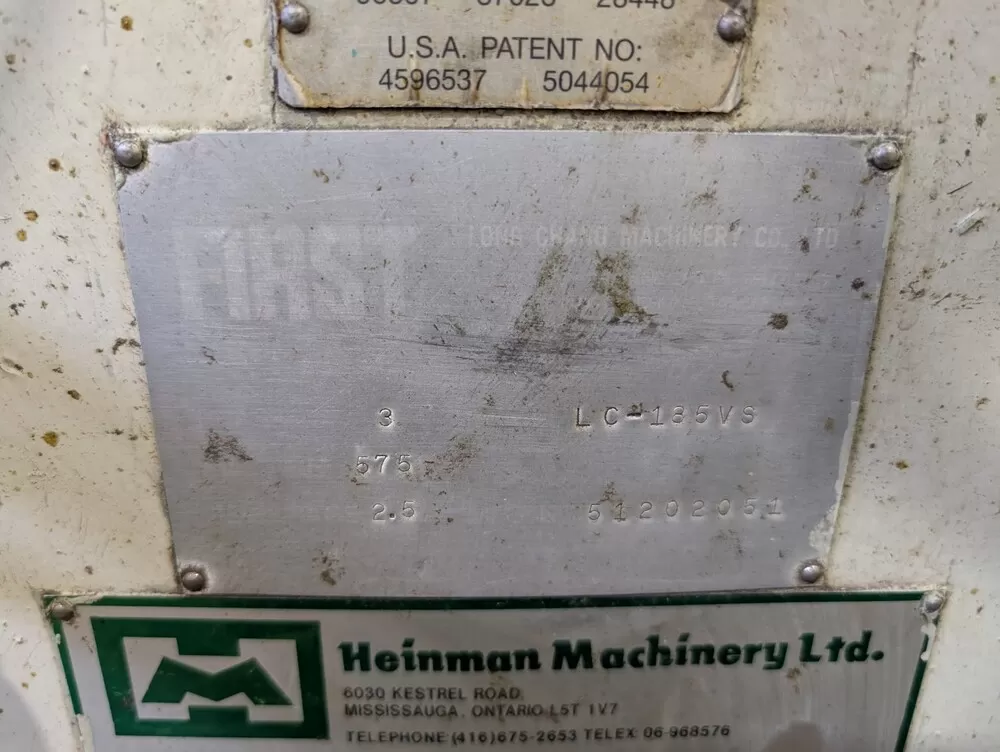 U.S.A. PATENT NO:
4596537 5044054
FIRST LONG CHANG MACHINERY CO. LTD
3 LC-185VS
575
2.5 51202051
Heinman Machinery Ltd.
6030 KESTREL ROAD,
MISSISSAUGA, ONTARIO L5T 1V7
TELEPHONE (416) 675-2653 TELEX 06-968576